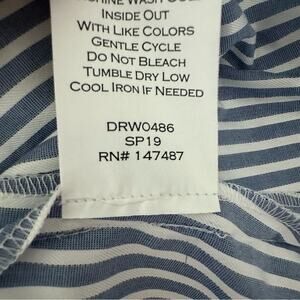 Inside Out
With Like Colors
Gentle Cycle
Do Not Bleach
Tumble Dry Low
Cool Iron If Needed
DRW0486
SP19
RN# 147487